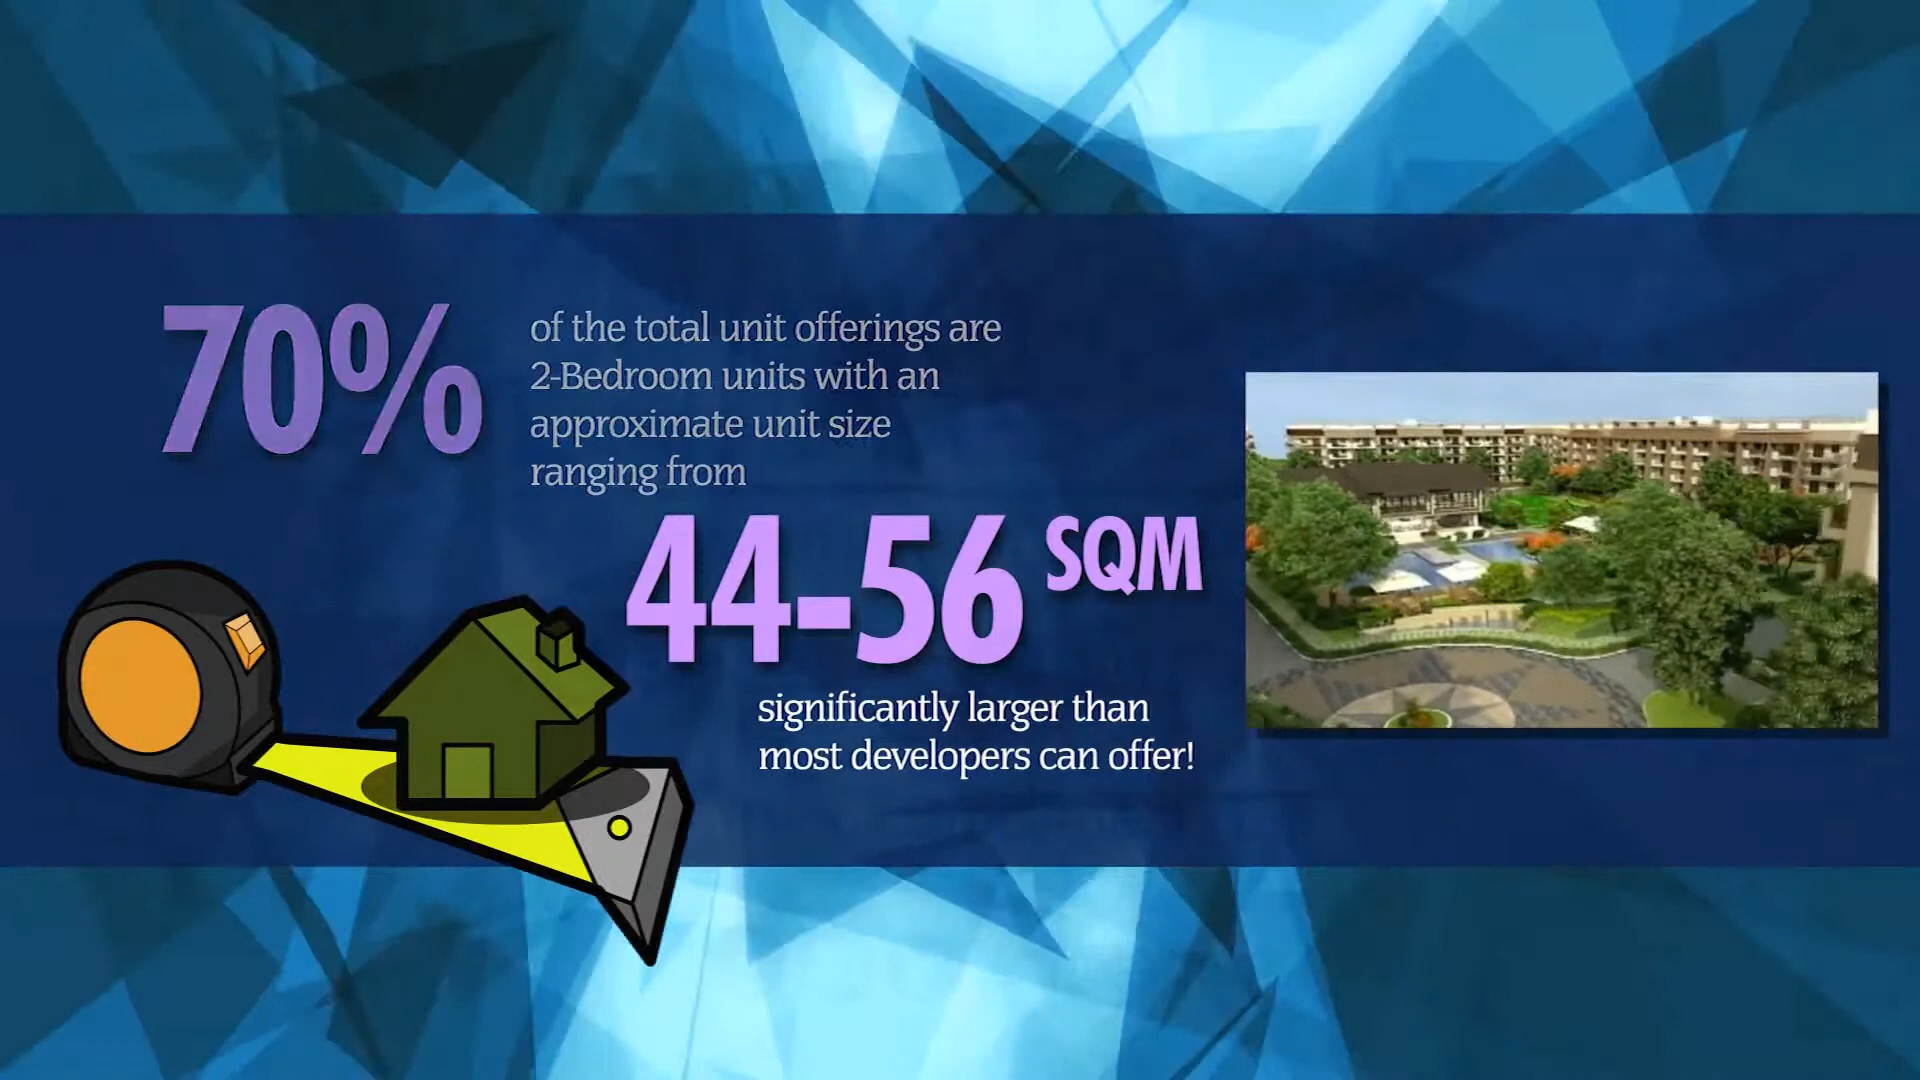 70%
of the total unit offerings are
2-Bedroom units with an
approximate unit size
ranging from
44-56 SQM
significantly larger than
most developers can offer!